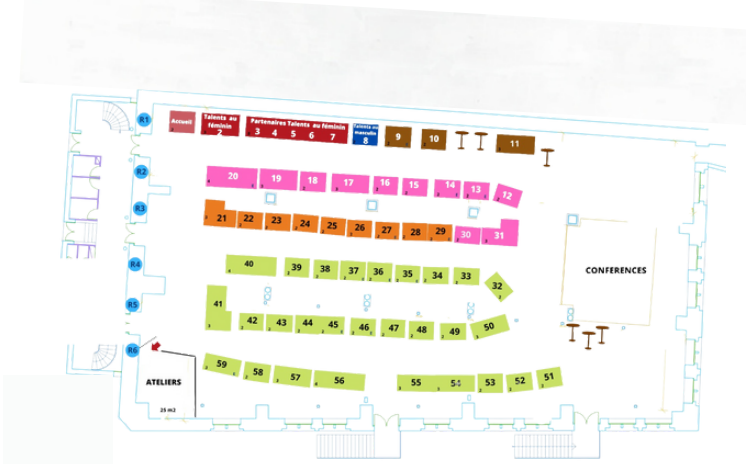 R1
Accueil
Talents au
féminin
2
Partenaires Talents au féminin
3 4 5 6 7
Talents au
masculin
8
9
10
11
R2
20 19 18 17 16 15 14 13 12
R3
21 22 23 24 25 26 27 28 29 30 31
R4
40 39 38 37 36 35 34 33 32
CONFERENCES
R5
41 42 43 44 45 46 47 48 49 50
R6
59 58 57 56 55 54 53 52 51
ATELIERS
25 m2